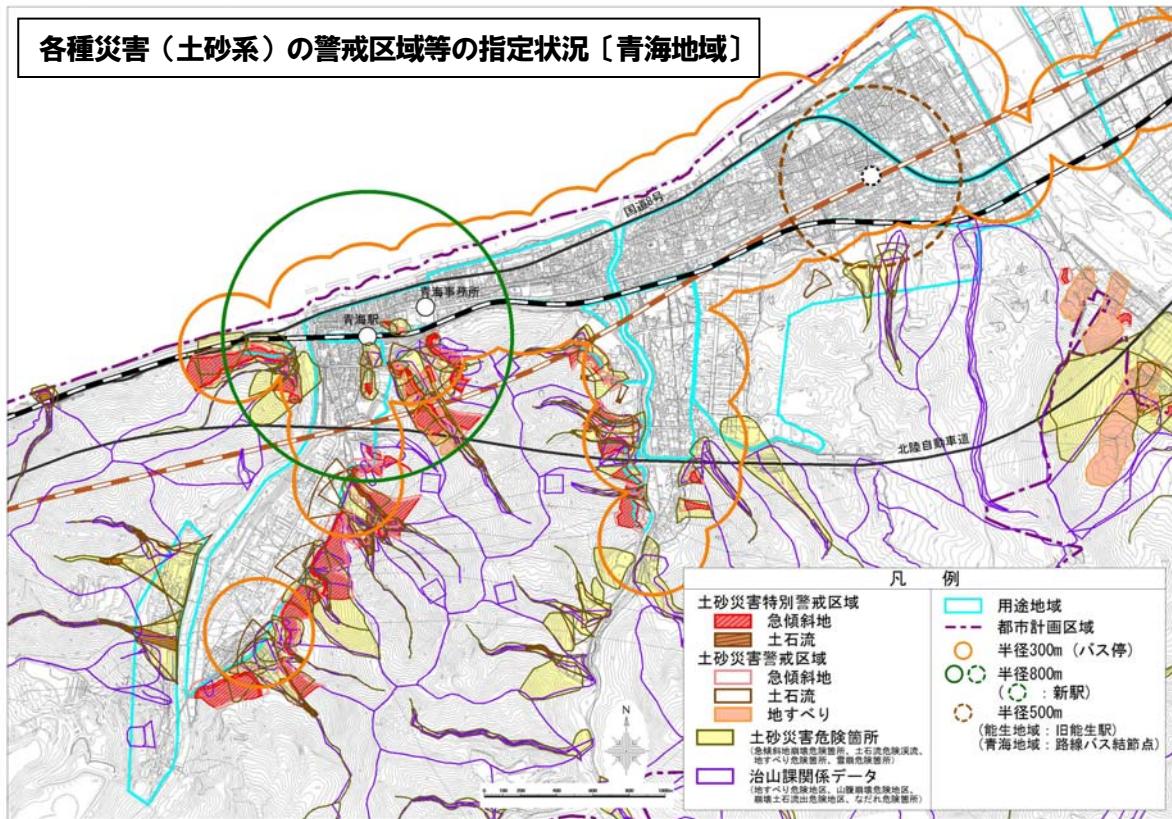 各種災害（土砂系）の警戒区域等の指定状況〔青海地域〕
国道8号
青海事務所
青海駅
北陸自動車道
凡　例
土砂災害特別警戒区域
急傾斜地
土石流
土砂災害警戒区域
急傾斜地
土石流
地すべり
土砂災害危険箇所
（急傾斜地崩壊危険箇所、土石流危険渓流、
地すべり危険箇所、雪崩危険箇所）
治山課関係データ
（地すべり危険地区、山腹崩壊危険地区、
崩壊土石流出危険地区、なだれ危険箇所）
用途地域
都市計画区域
半径300m（バス停）
半径800m
（　：新駅）
半径500m
（能生地域：旧能生駅）
（青海地域：路線バス結節点）
N